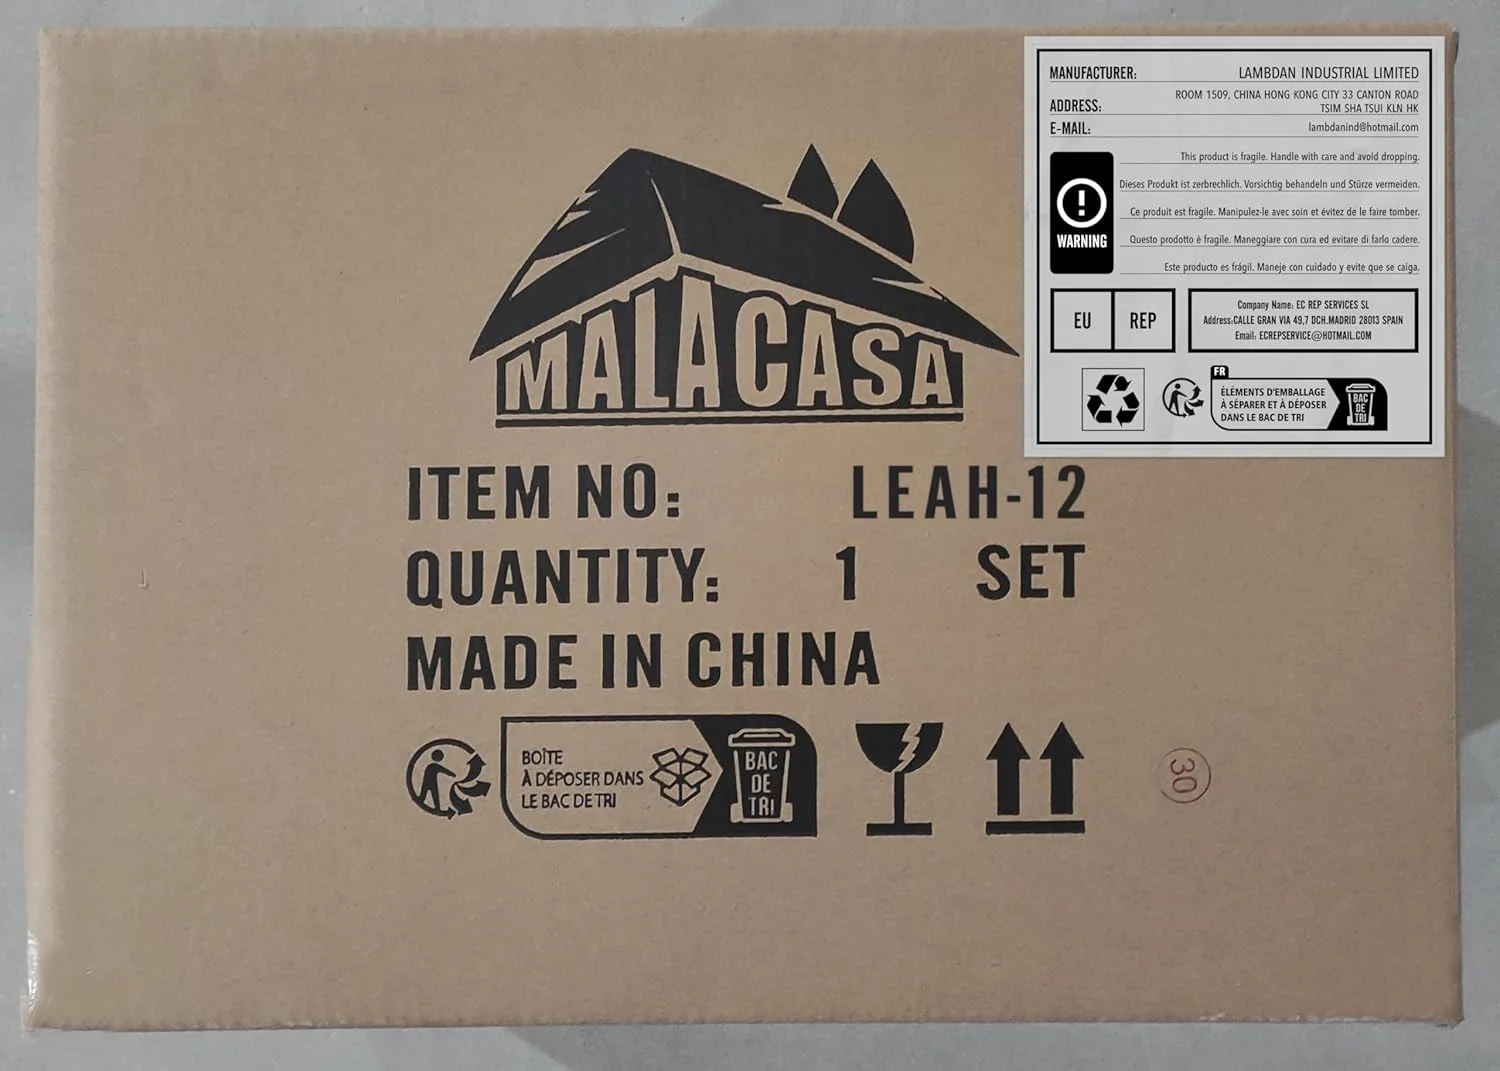 MALACASA
ITEM NO: LEAH-12
QUANTITY: 1 SET
MADE IN CHINA
BOÎTE
À DÉPOSER DANS
LE BAC DE TRI
BAC
DE
TRI
30
MANUFACTURER: LAMBDAN INDUSTRIAL LIMITED
ADDRESS: ROOM 1509, CHINA HONG KONG CITY 33 CANTON ROAD
TSIM SHA TSUI KLN HK
E-MAIL: lambdanind@hotmail.com
WARNING
This product is fragile. Handle with care and avoid dropping.
Dieses Produkt ist zerbrechlich. Vorsichtig behandeln und Stürze vermeiden.
Ce produit est fragile. Manipulez-le avec soin et évitez de le faire tomber.
Questo prodotto è fragile. Maneggiare con cura ed evitare di farlo cadere.
Este producto es frágil. Maneje con cuidado y evite que se caiga.
EU REP
Company Name: EC REP SERVICES SL
Address:CALLE GRAN VIA 49,7 DCH.MADRID 28013 SPAIN
Email: ECREPSERVICE@HOTMAIL.COM
FR
ÉLÉMENTS D'EMBALLAGE
À SÉPARER ET À DÉPOSER
DANS LE BAC DE TRI
BAC
DE
TRI